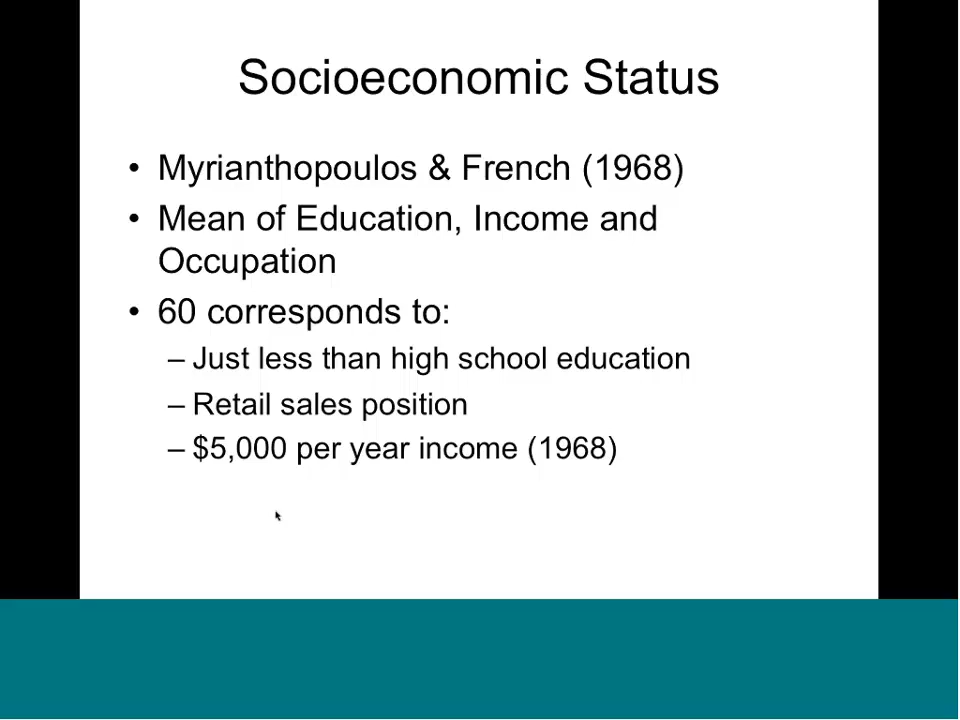 Socioeconomic Status
• Myrianthopoulos & French (1968)
• Mean of Education, Income and
Occupation
• 60 corresponds to:
– Just less than high school education
– Retail sales position
– $5,000 per year income (1968)